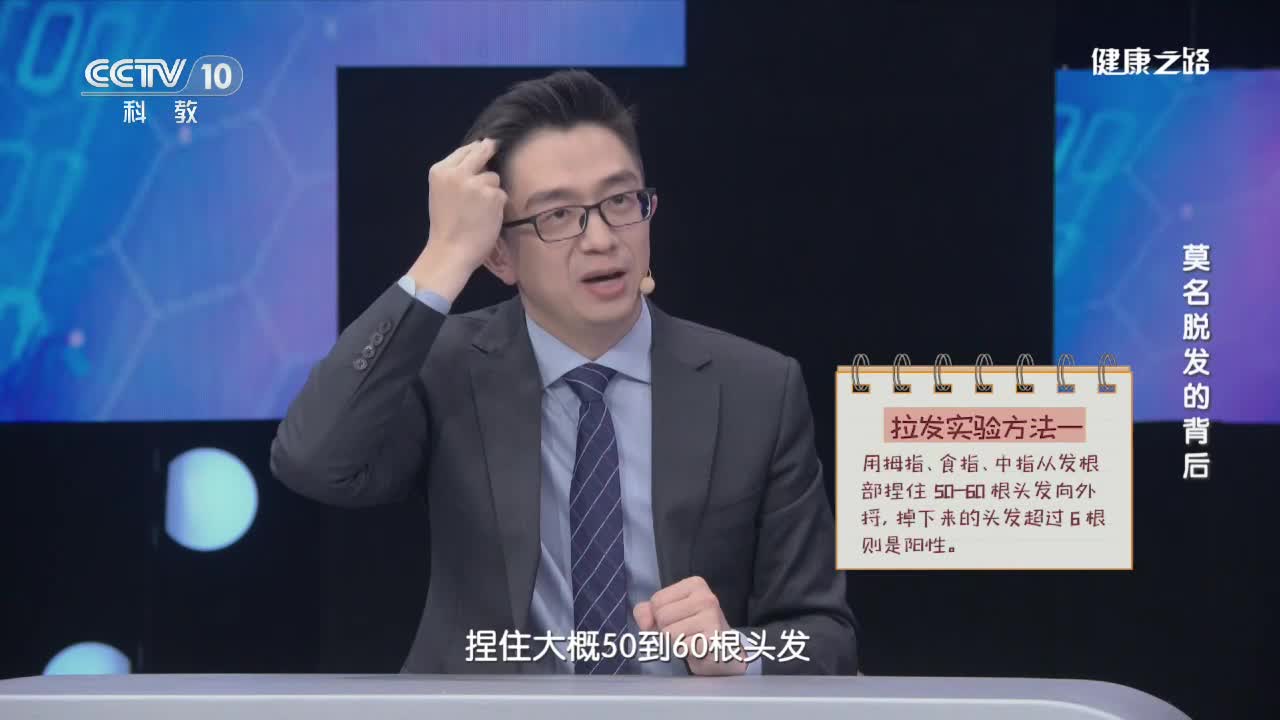 CCTV 10
科教
健康之路
莫名脱发的背后
拉发实验方法一
用拇指、食指、中指从发根
部捏住 50-60 根头发向外
捋,掉下来的头发超过 6 根
则是阳性。
捏住大概50到60根头发